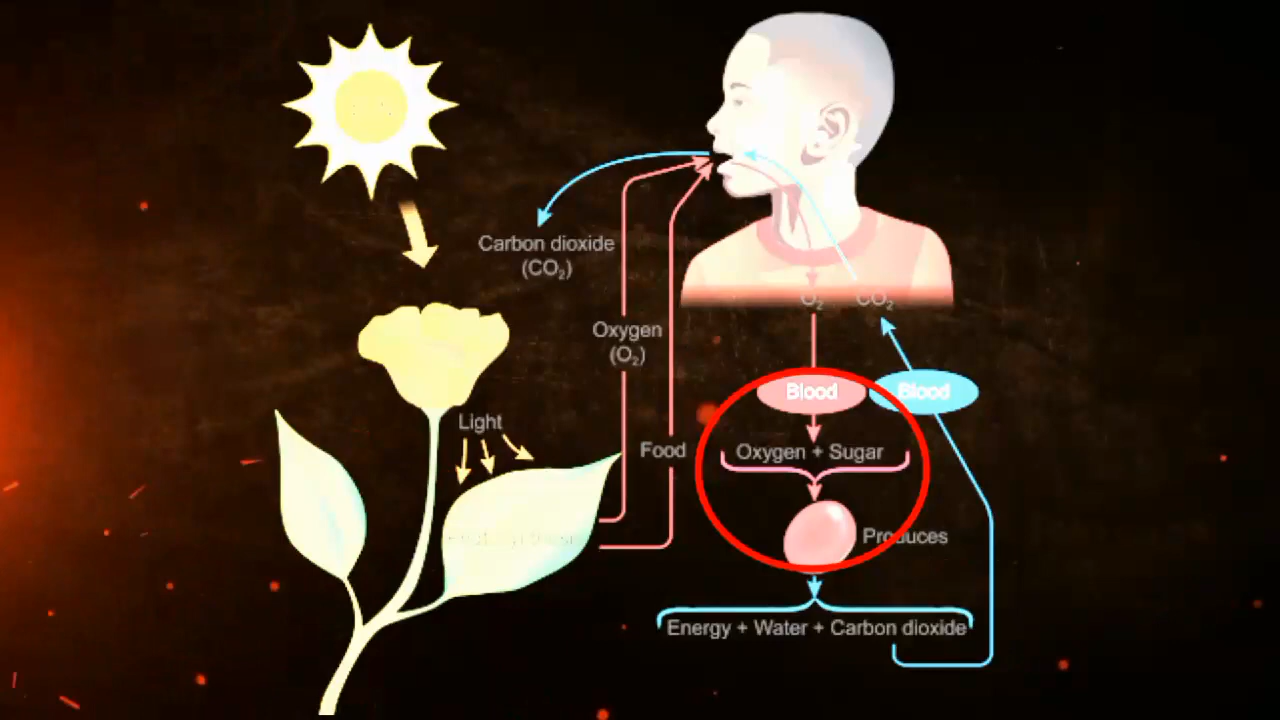 Carbon dioxide
(CO₂)
Oxygen
(O₂)
Light
Food
O₂
CO₂
Blood
Blood
Oxygen + Sugar
Produces
Energy + Water + Carbon dioxide